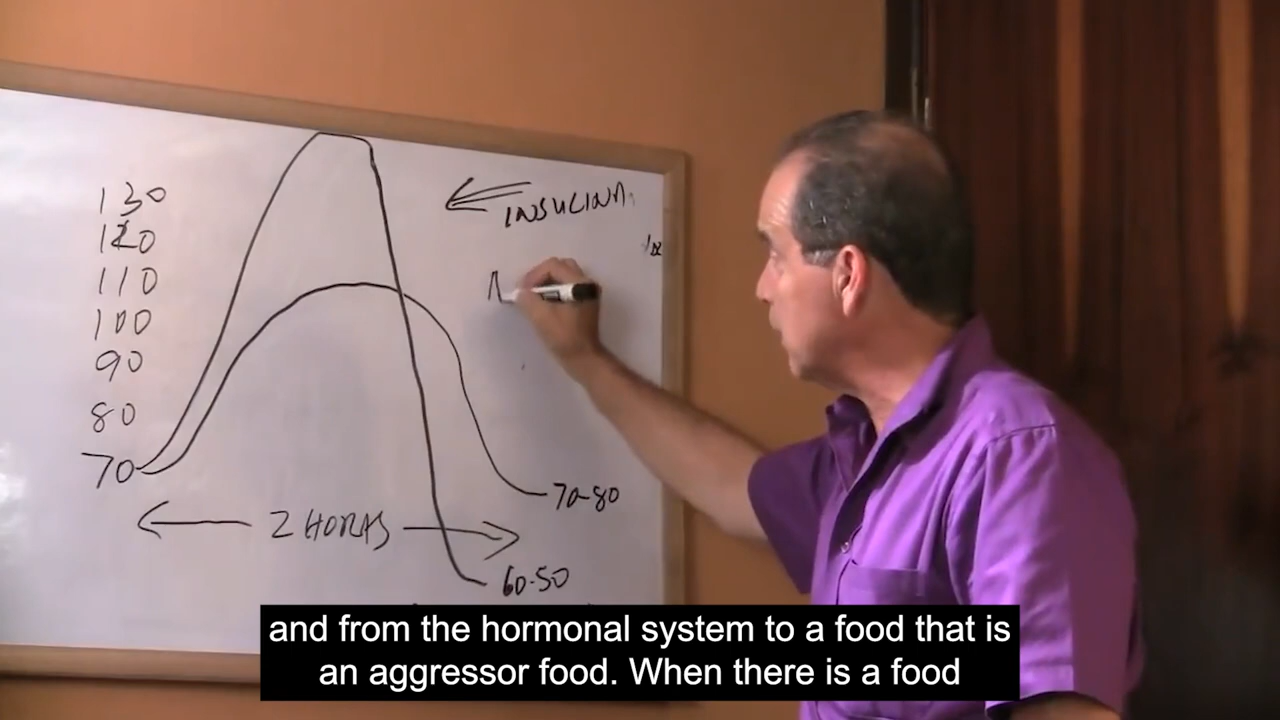 130
120
110
100
90
80
70
INSULINA
70-80
2 HORAS
60-50
and from the hormonal system to a food that is
an aggressor food. When there is a food